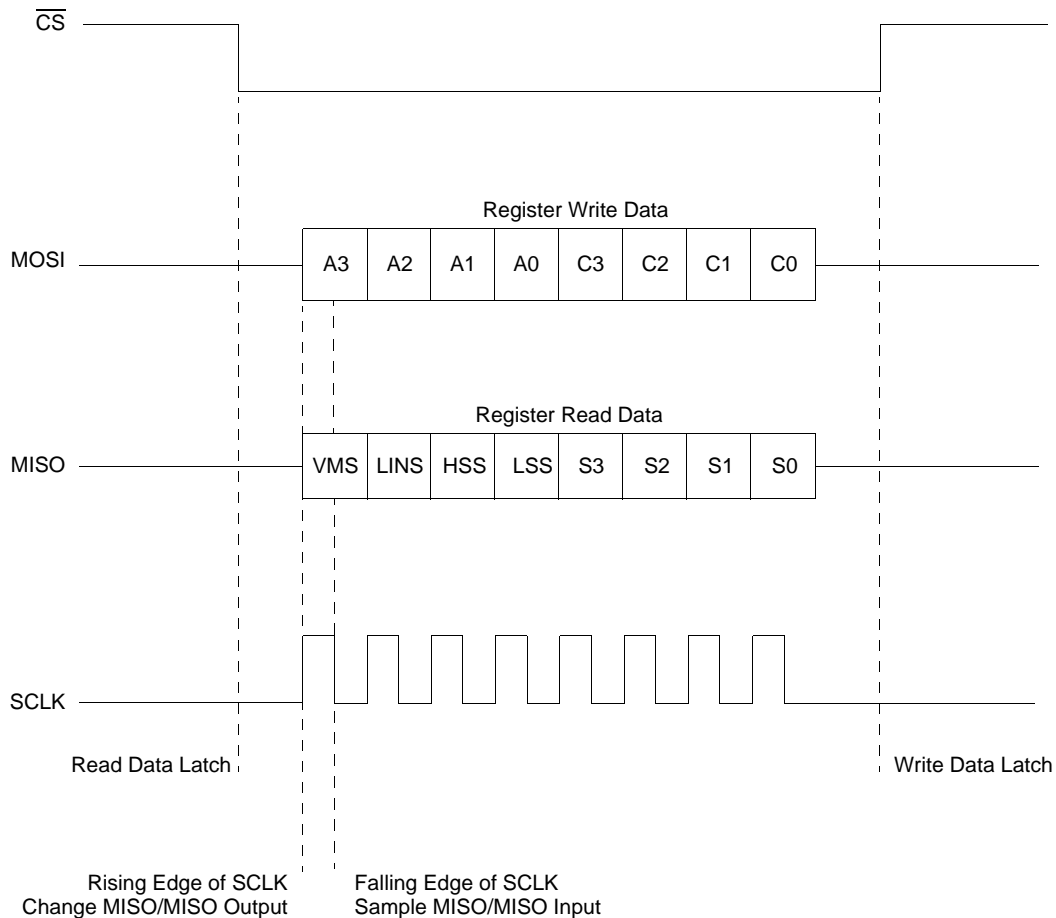 CS
Register Write Data
MOSI A3 A2 A1 A0 C3 C2 C1 C0
Register Read Data
MISO VMS LINS HSS LSS S3 S2 S1 S0
SCLK
Read Data Latch Write Data Latch
Rising Edge of SCLK
Change MISO/MISO Output
Falling Edge of SCLK
Sample MISO/MISO Input